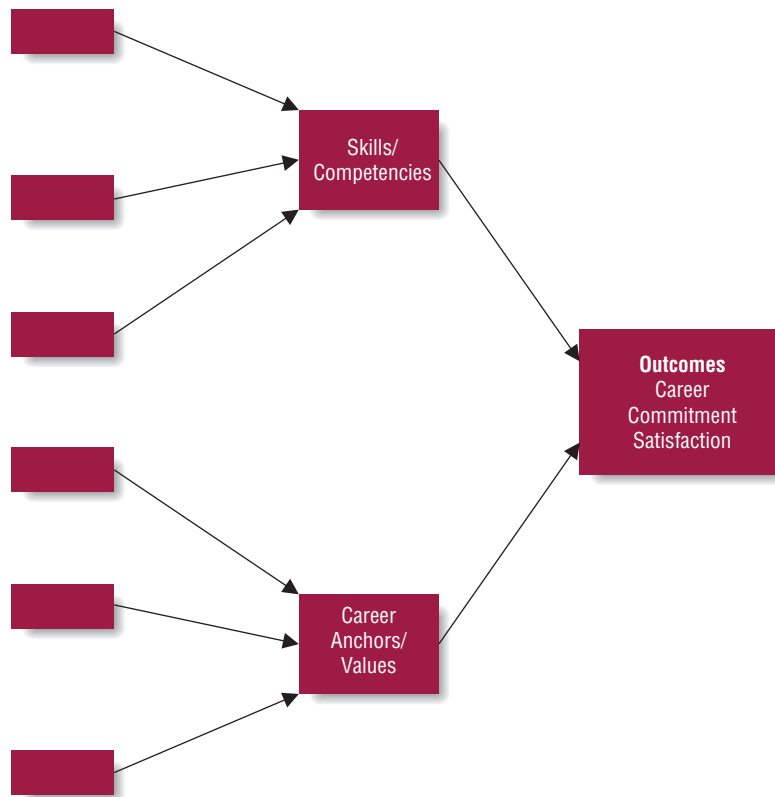 Skills/
Competencies
Outcomes
Career
Commitment
Satisfaction
Career
Anchors/
Values